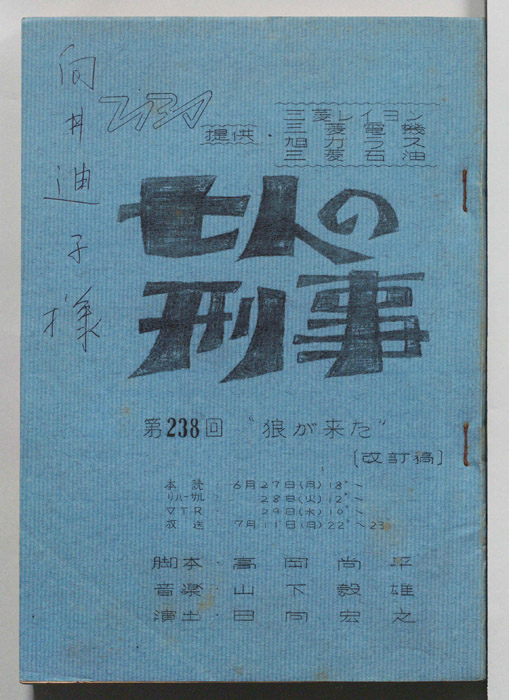 向井迪子様
提供
三菱レイヨン
三菱電機
旭ガラス
三菱石油
七人の
刑事
第238回 “狼が来た”
〔改訂稿〕
本読・6月27日(月)18°〜
リハーサル・28日(火)12°〜
VTR・29日(水)10°〜
放送・7月11日(月)22°〜23°
脚本・高岡尚平
音楽・山下毅雄
演出・日向宏之